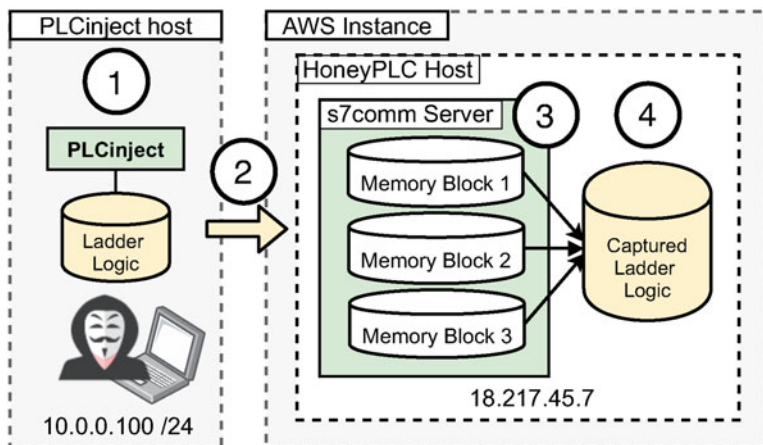 PLCinject host
1
PLCinject
Ladder
Logic
10.0.0.100 /24
2
AWS Instance
HoneyPLC Host
s7comm Server
3
4
Memory Block 1
Memory Block 2
Memory Block 3
Captured
Ladder
Logic
18.217.45.7